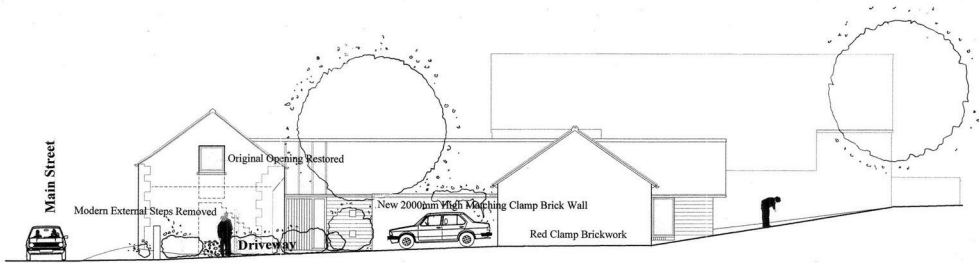 Main Street
Original Opening Restored
Modern External Steps Removed
New 2000mm High Matching Clamp Brick Wall
Driveway
Red Clamp Brickwork